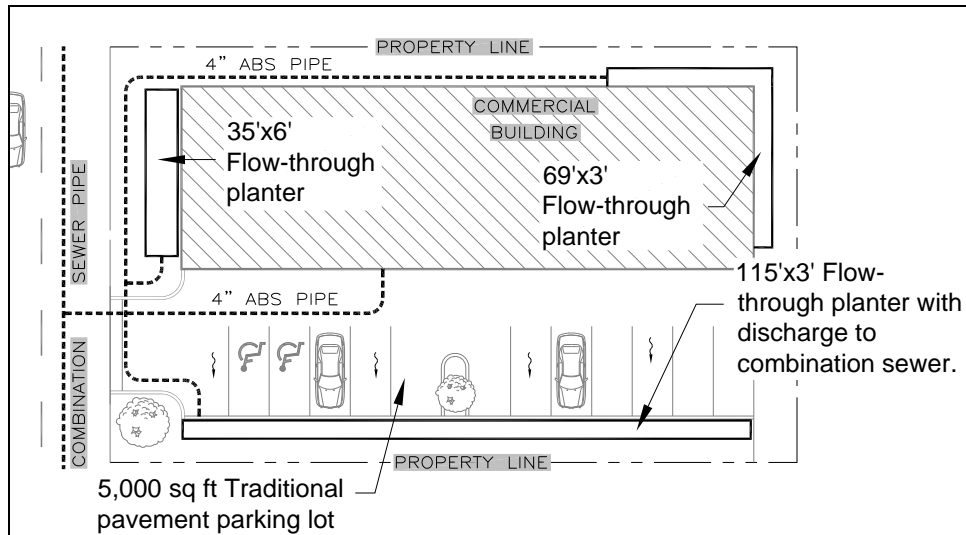 PROPERTY LINE
4" ABS PIPE
COMMERCIAL
BUILDING
35'x6'
Flow-through
planter
69'x3'
Flow-through
planter
SEWER PIPE
115'x3' Flow-
through planter with
discharge to
combination sewer.
4" ABS PIPE
COMBINATION
PROPERTY LINE
5,000 sq ft Traditional
pavement parking lot